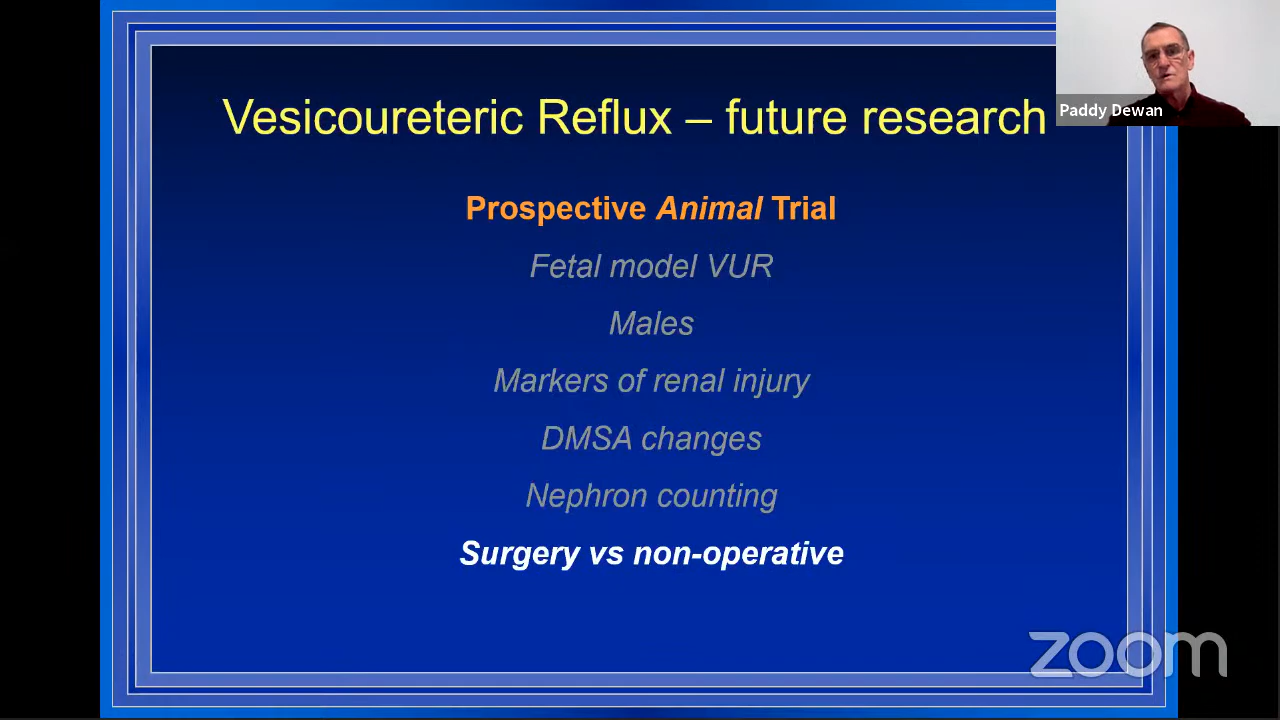 Vesicoureteric Reflux – future research
Paddy Dewan
Prospective Animal Trial
Fetal model VUR
Males
Markers of renal injury
DMSA changes
Nephron counting
Surgery vs non-operative
zoom